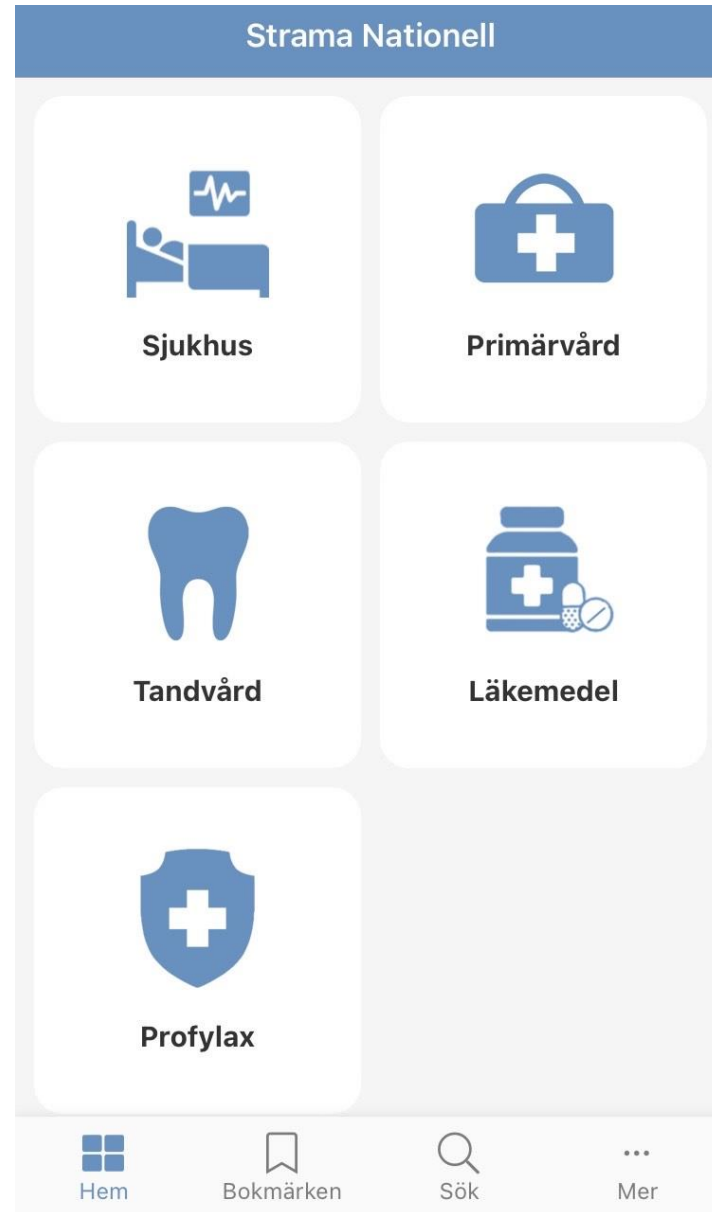 Strama Nationell
Sjukhus
Primärvård
Tandvård
Läkemedel
Profylax
Hem
Bokmärken
Sök
Mer